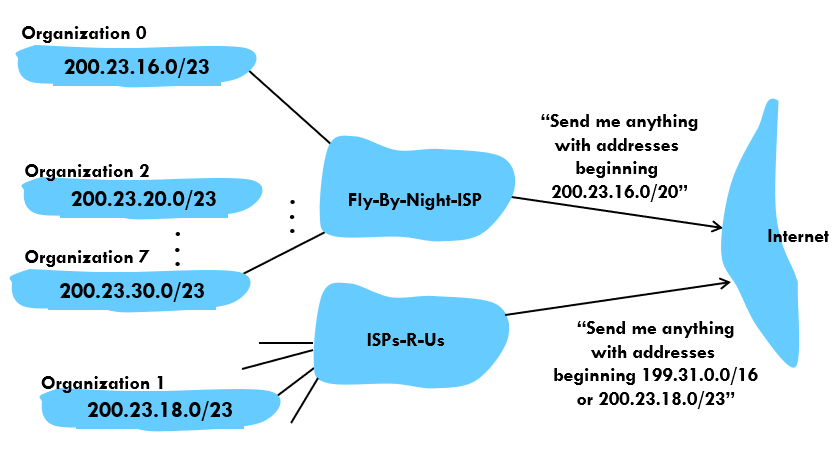 Organization 0
200.23.16.0/23
Organization 2
200.23.20.0/23
Organization 7
200.23.30.0/23
Organization 1
200.23.18.0/23
Fly-By-Night-ISP
ISPs-R-Us
“Send me anything
with addresses
beginning
200.23.16.0/20”
“Send me anything
with addresses
beginning 199.31.0.0/16
or 200.23.18.0/23”
Internet